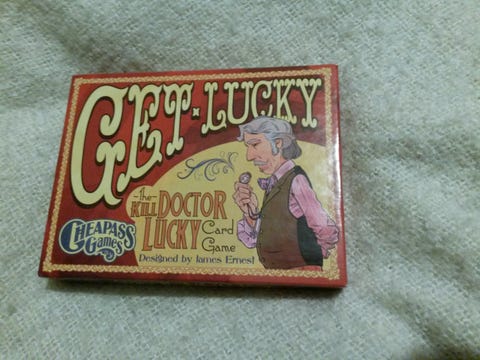 GET • LUCKY
the
KILL DOCTOR
LUCKY Card
Game
CHEAPASS
Games
Designed by James Ernest